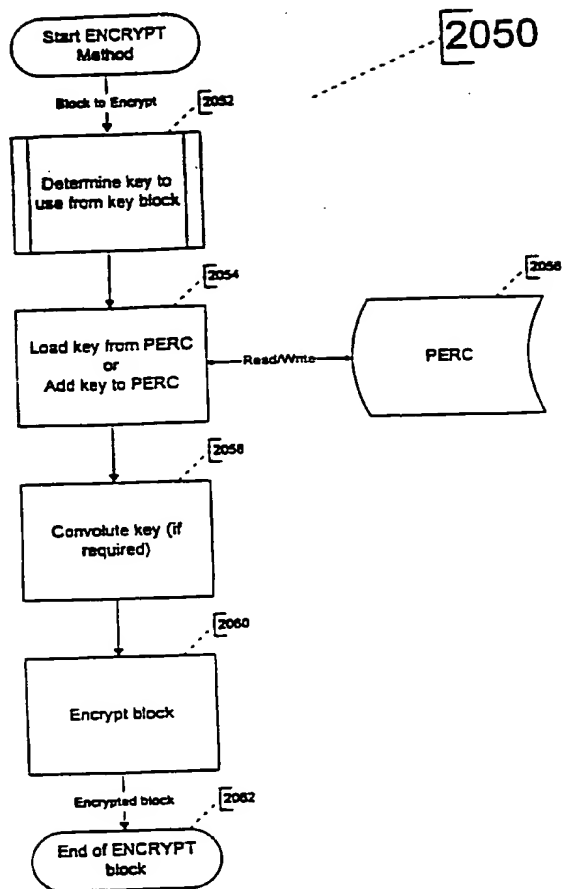 Start ENCRYPT
Method
2050
Block to Encrypt
2052
Determine key to
use from key block
2054
Load key from PERC
or
Add key to PERC
Read/Write
2056
PERC
2058
Convolute key (if
required)
2060
Encrypt block
Encrypted block
2062
End of ENCRYPT
block